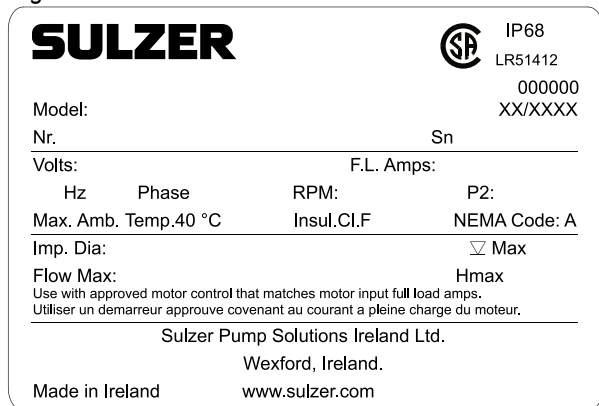 SULZER
SA
IP68
LR51412
000000
Model: XX/XXXX
Nr. Sn
Volts: F.L. Amps:
Hz Phase RPM: P2:
Max. Amb. Temp.40 °C Insul.Cl.F NEMA Code: A
Imp. Dia: Max
Flow Max: Hmax
Use with approved motor control that matches motor input full load amps.
Utiliser un demarreur approuve covenant au courant a pleine charge du moteur.
Sulzer Pump Solutions Ireland Ltd.
Wexford, Ireland.
Made in Ireland www.sulzer.com